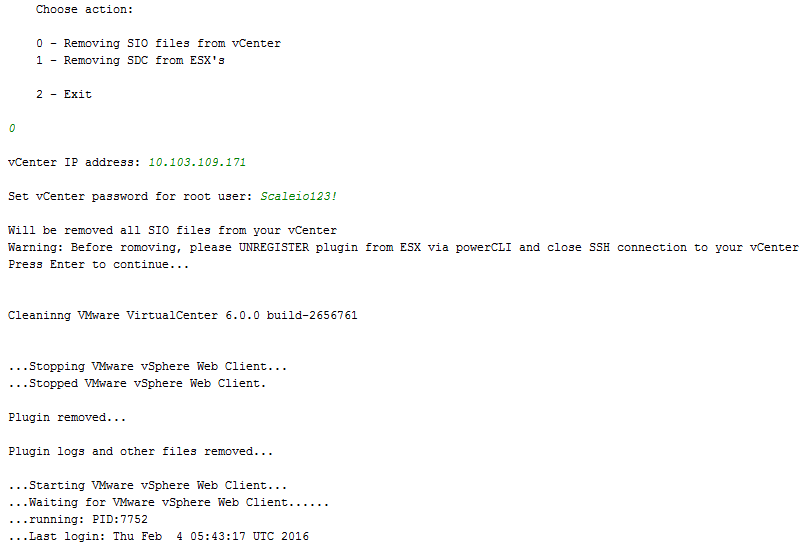 Choose action:
0 - Removing SIO files from vCenter
1 - Removing SDC from ESX's
2 - Exit
0
vCenter IP address: 10.103.109.171
Set vCenter password for root user: Scaleio123!
Will be removed all SIO files from your vCenter
Warning: Before romoving, please UNREGISTER plugin from ESX via powerCLI and close SSH connection to your vCenter
Press Enter to continue...
Cleaninng VMware VirtualCenter 6.0.0 build-2656761
...Stopping VMware vSphere Web Client...
...Stopped VMware vSphere Web Client.
Plugin removed...
Plugin logs and other files removed...
...Starting VMware vSphere Web Client...
...Waiting for VMware vSphere Web Client......
...running: PID:7752
...Last login: Thu Feb  4 05:43:17 UTC 2016